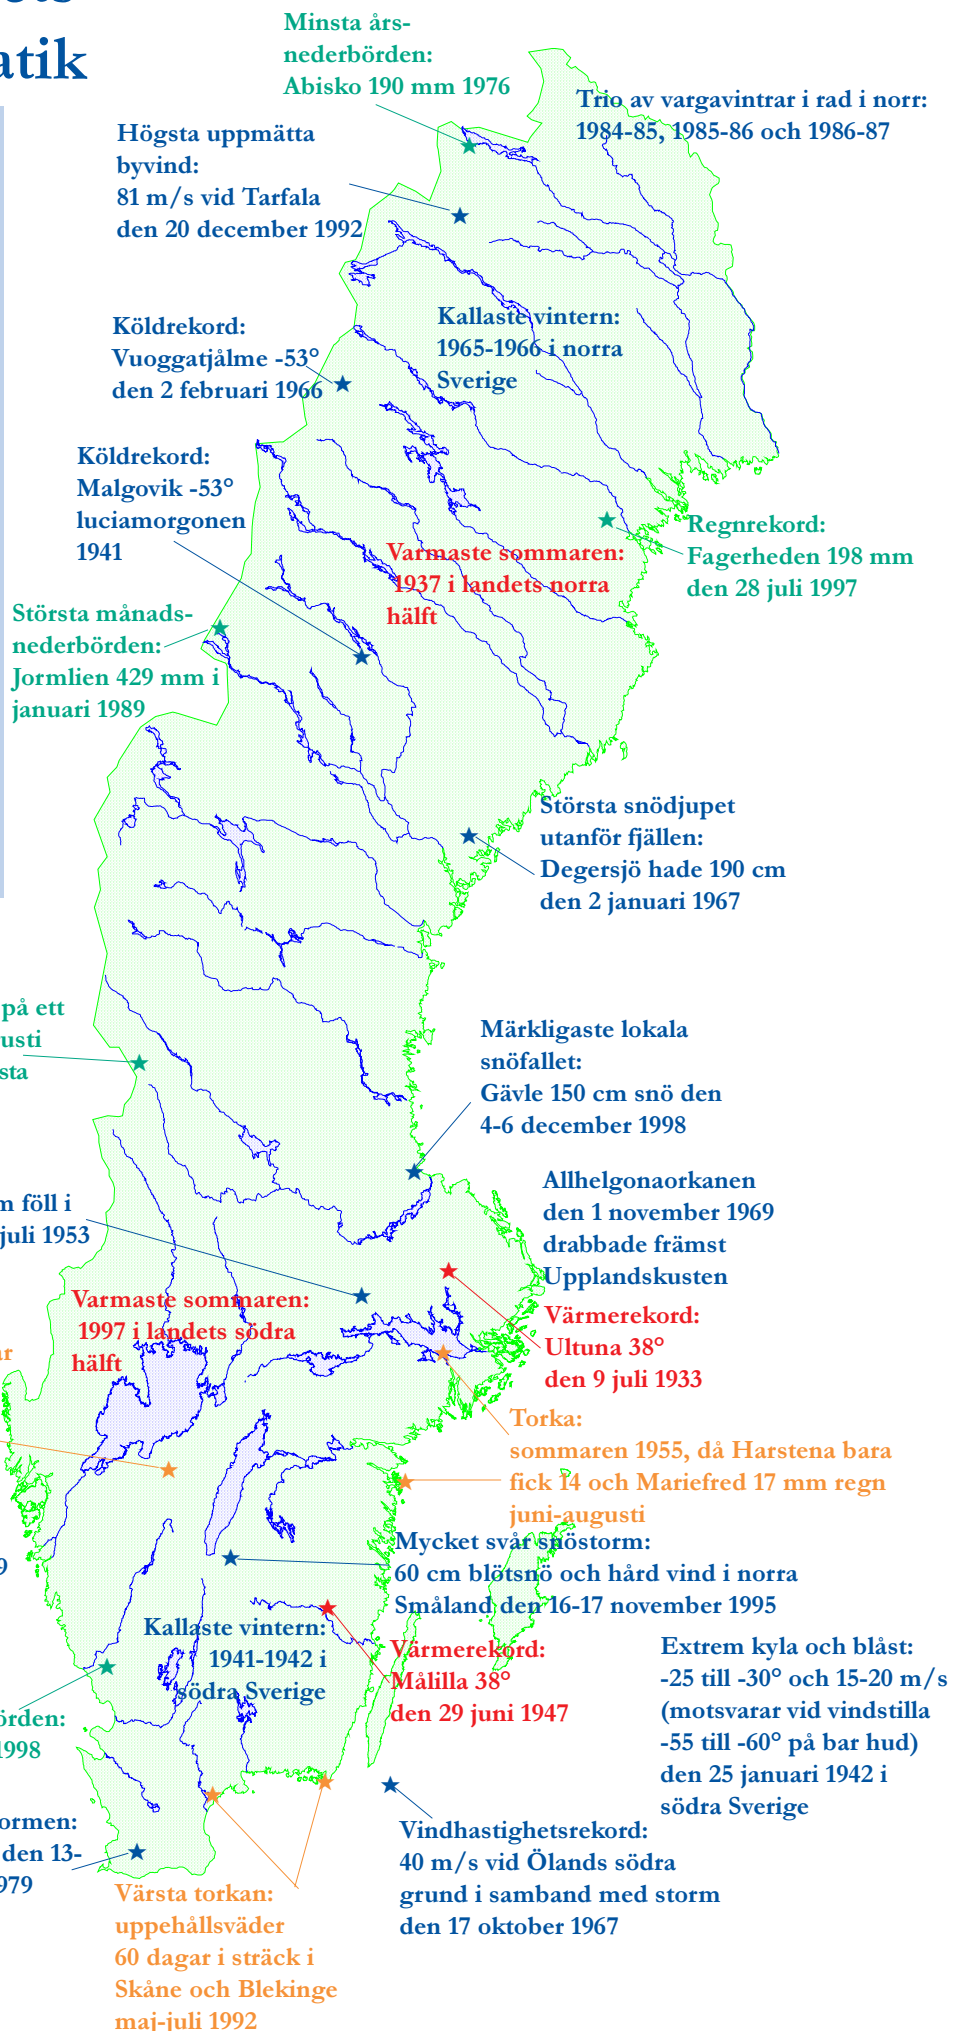 Minsta års-
nederbörden:
Abisko 190 mm 1976
Trio av vargavintrar i rad i norr:
1984-85, 1985-86 och 1986-87
Högsta uppmätta
byvind:
81 m/s vid Tarfala
den 20 december 1992
Kallaste vintern:
1965-1966 i norra
Sverige
Köldrekord:
Vuoggatjålme -53°
den 2 februari 1966
Köldrekord:
Malgovik -53°
luciamorgonen
1941
Varmaste sommaren:
1937 i landets norra
hälft
Regnrekord:
Fagerheden 198 mm
den 28 juli 1997
Största månads-
nederbörden:
Jormlien 429 mm i
januari 1989
Största snödjupet
utanför fjällen:
Degersjö hade 190 cm
den 2 januari 1967
på ett
usti
sta
Märkligaste lokala
snöfallet:
Gävle 150 cm snö den
4-6 december 1998
föll i
juli 1953
Allhelgonaorkanen
den 1 november 1969
drabbade främst
Upplandskusten
Varmaste sommaren:
1997 i landets södra
hälft
Värmerekord:
Ultuna 38°
den 9 juli 1933
Torka:
sommaren 1955, då Harstena bara
fick 14 och Mariefred 17 mm regn
juni-augusti
Mycket svår snöstorm:
60 cm blötsnö och hård vind i norra
Småland den 16-17 november 1995
Kallaste vintern:
1941-1942 i
södra Sverige
Värmerekord:
Målilla 38°
den 29 juni 1947
Extrem kyla och blåst:
-25 till -30° och 15-20 m/s
(motsvarar vid vindstilla
-55 till -60° på bar hud)
den 25 januari 1942 i
södra Sverige
örden:
1998
ormen:
den 13-
979
Vindhastighetsrekord:
40 m/s vid Ölands södra
grund i samband med storm
den 17 oktober 1967
Värsta torkan:
uppehållsväder
60 dagar i sträck i
Skåne och Blekinge
maj-juli 1992